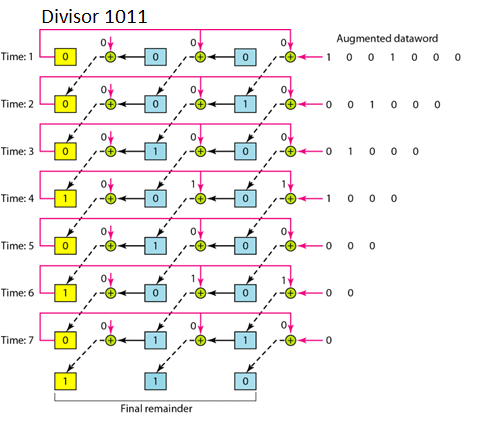 Divisor 1011
Augmented dataword
0 0 0
Time: 1 0 + 0 + 0 + 1 0 0 1 0 0 0
0 0 0
Time: 2 0 + 0 + 1 + 0 0 1 0 0 0
0 0 0
Time: 3 0 + 1 + 0 + 0 1 0 0 0
0 1 1
Time: 4 1 + 0 + 0 + 1 0 0 0
0 0 0
Time: 5 0 + 1 + 0 + 0 0 0
0 1 1
Time: 6 1 + 0 + 0 + 0 0
0 0 0
Time: 7 0 + 1 + 1 + 0
1 1 0
Final remainder